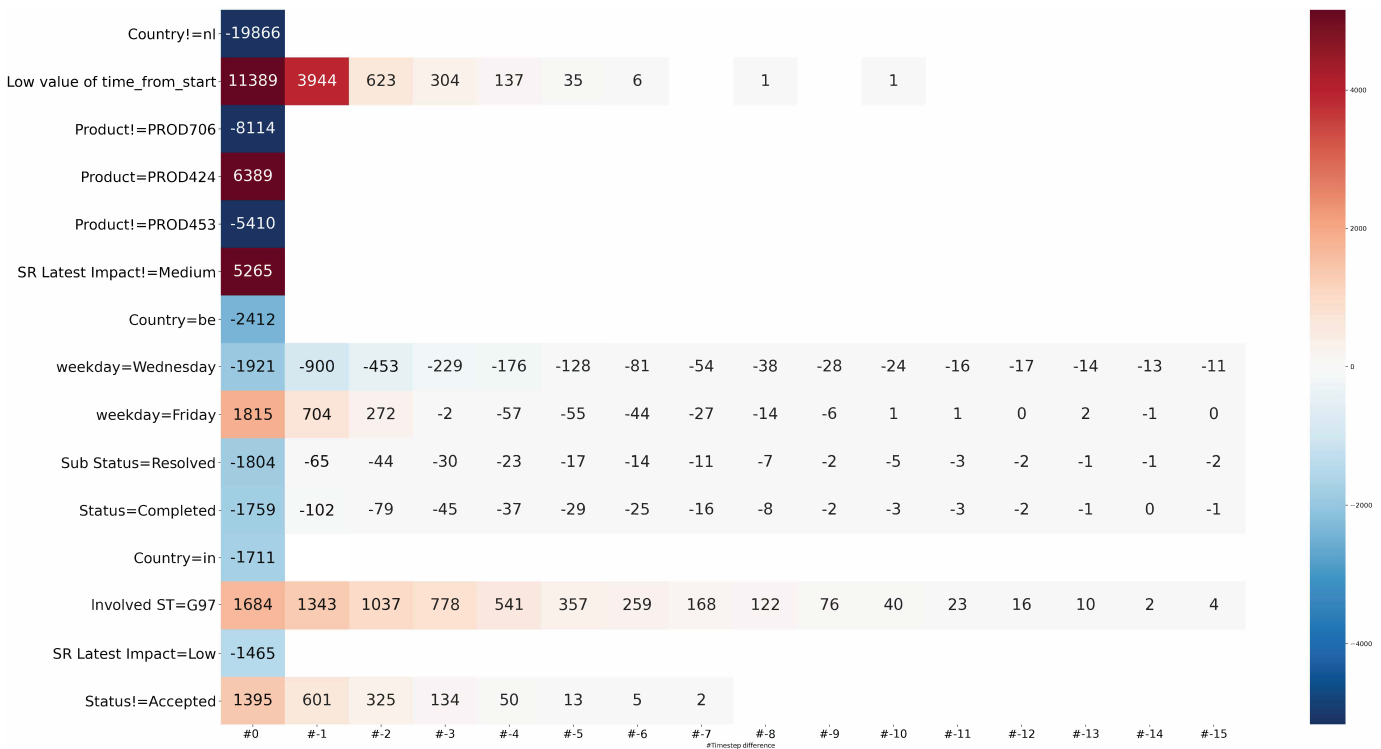 Country!=nl -19866
Low value of time_from_start 11389 3944 623 304 137 35 6 1 1
Product!=PROD706 -8114
Product=PROD424 6389
Product!=PROD453 -5410
SR Latest Impact!=Medium 5265
Country=be -2412
weekday=Wednesday -1921 -900 -453 -229 -176 -128 -81 -54 -38 -28 -24 -16 -17 -14 -13 -11
weekday=Friday 1815 704 272 -2 -57 -55 -44 -27 -14 -6 1 1 0 2 -1 0
Sub Status=Resolved -1804 -65 -44 -30 -23 -17 -14 -11 -7 -2 -5 -3 -2 -1 -1 -2
Status=Completed -1759 -102 -79 -45 -37 -29 -25 -16 -8 -2 -3 -3 -2 -1 0 -1
Country=in -1711
Involved ST=G97 1684 1343 1037 778 541 357 259 168 122 76 40 23 16 10 2 4
SR Latest Impact=Low -1465
Status!=Accepted 1395 601 325 134 50 13 5 2
#0 #-1 #-2 #-3 #-4 #-5 #-6 #-7 #-8 #-9 #-10 #-11 #-12 #-13 #-14 #-15
#Timestep difference
4000
2000
0
−2000
−4000